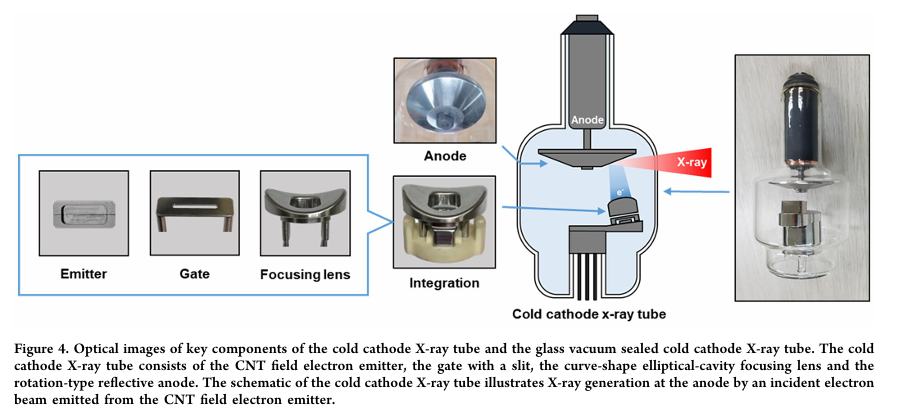 Anode
Anode
X-ray
e-
Emitter
Gate
Focusing lens
Integration
Cold cathode x-ray tube
Figure 4. Optical images of key components of the cold cathode X-ray tube and the glass vacuum sealed cold cathode X-ray tube. The cold
cathode X-ray tube consists of the CNT field electron emitter, the gate with a slit, the curve-shape elliptical-cavity focusing lens and the
rotation-type reflective anode. The schematic of the cold cathode X-ray tube illustrates X-ray generation at the anode by an incident electron
beam emitted from the CNT field electron emitter.